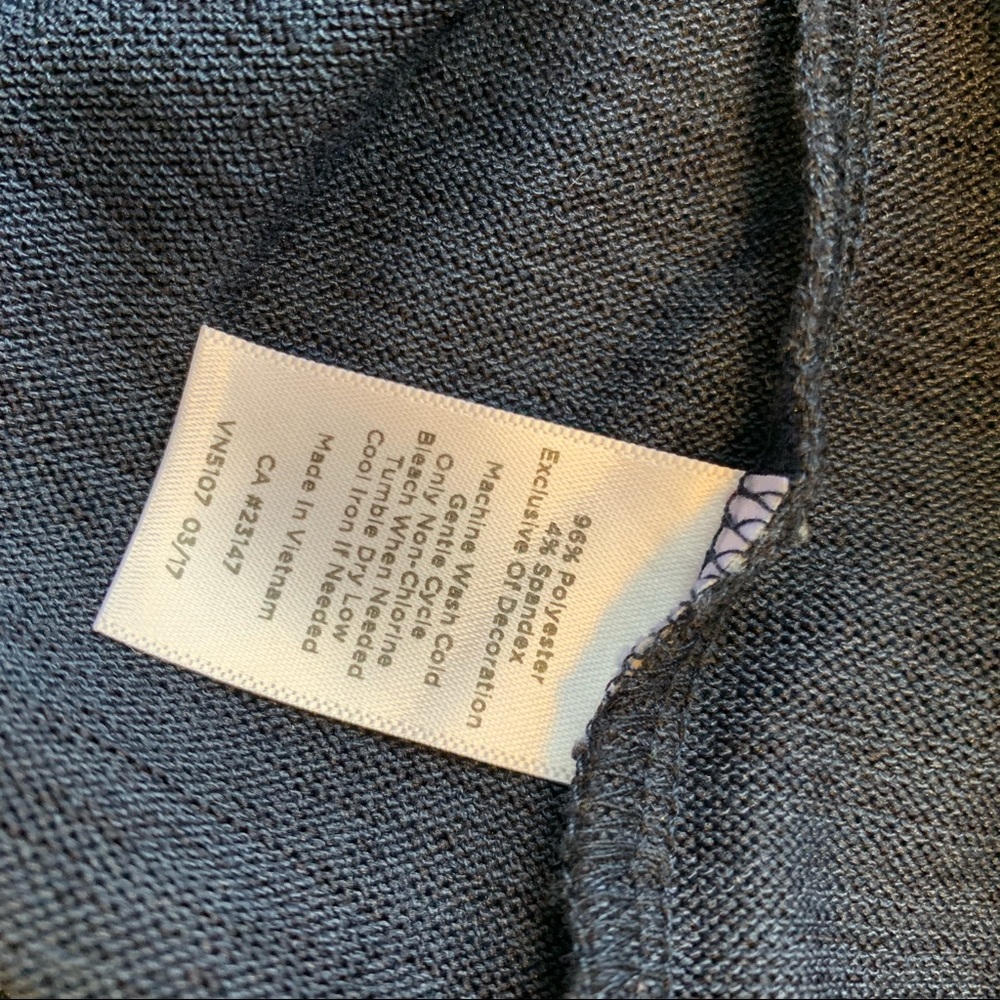 96% Polyester
4% Spandex
Exclusive Of Decoration
Machine Wash Cold
Gentle Cycle
Only Non-Chlorine
Bleach When Needed
Tumble Dry Low
Cool Iron If Needed
Made In Vietnam
CA #23147
VN5107 03/17